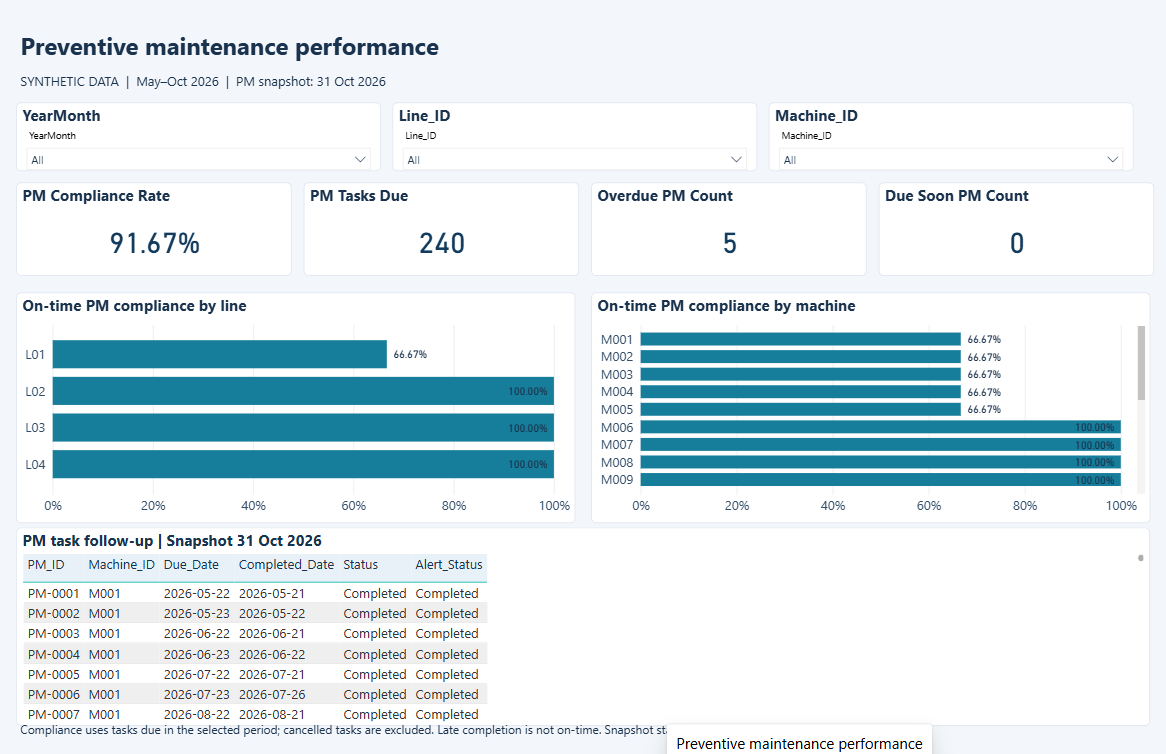 Preventive maintenance performance
SYNTHETIC DATA | May–Oct 2026 | PM snapshot: 31 Oct 2026
YearMonth
YearMonth
All
Line_ID
Line_ID
All
Machine_ID
Machine_ID
All
PM Compliance Rate
91.67%
PM Tasks Due
240
Overdue PM Count
5
Due Soon PM Count
0
On-time PM compliance by line
L01 66.67%
L02 100.00%
L03 100.00%
L04 100.00%
0% 20% 40% 60% 80% 100%
On-time PM compliance by machine
M001 66.67%
M002 66.67%
M003 66.67%
M004 66.67%
M005 66.67%
M006 100.00%
M007 100.00%
M008 100.00%
M009 100.00%
0% 20% 40% 60% 80% 100%
PM task follow-up | Snapshot 31 Oct 2026
PM_ID Machine_ID Due_Date Completed_Date Status Alert_Status
PM-0001 M001 2026-05-22 2026-05-21 Completed Completed
PM-0002 M001 2026-05-23 2026-05-22 Completed Completed
PM-0003 M001 2026-06-22 2026-06-21 Completed Completed
PM-0004 M001 2026-06-23 2026-06-22 Completed Completed
PM-0005 M001 2026-07-22 2026-07-21 Completed Completed
PM-0006 M001 2026-07-23 2026-07-26 Completed Completed
PM-0007 M001 2026-08-22 2026-08-21 Completed Completed
Compliance uses tasks due in the selected period; cancelled tasks are excluded. Late completion is not on-time. Snapshot
Preventive maintenance performance